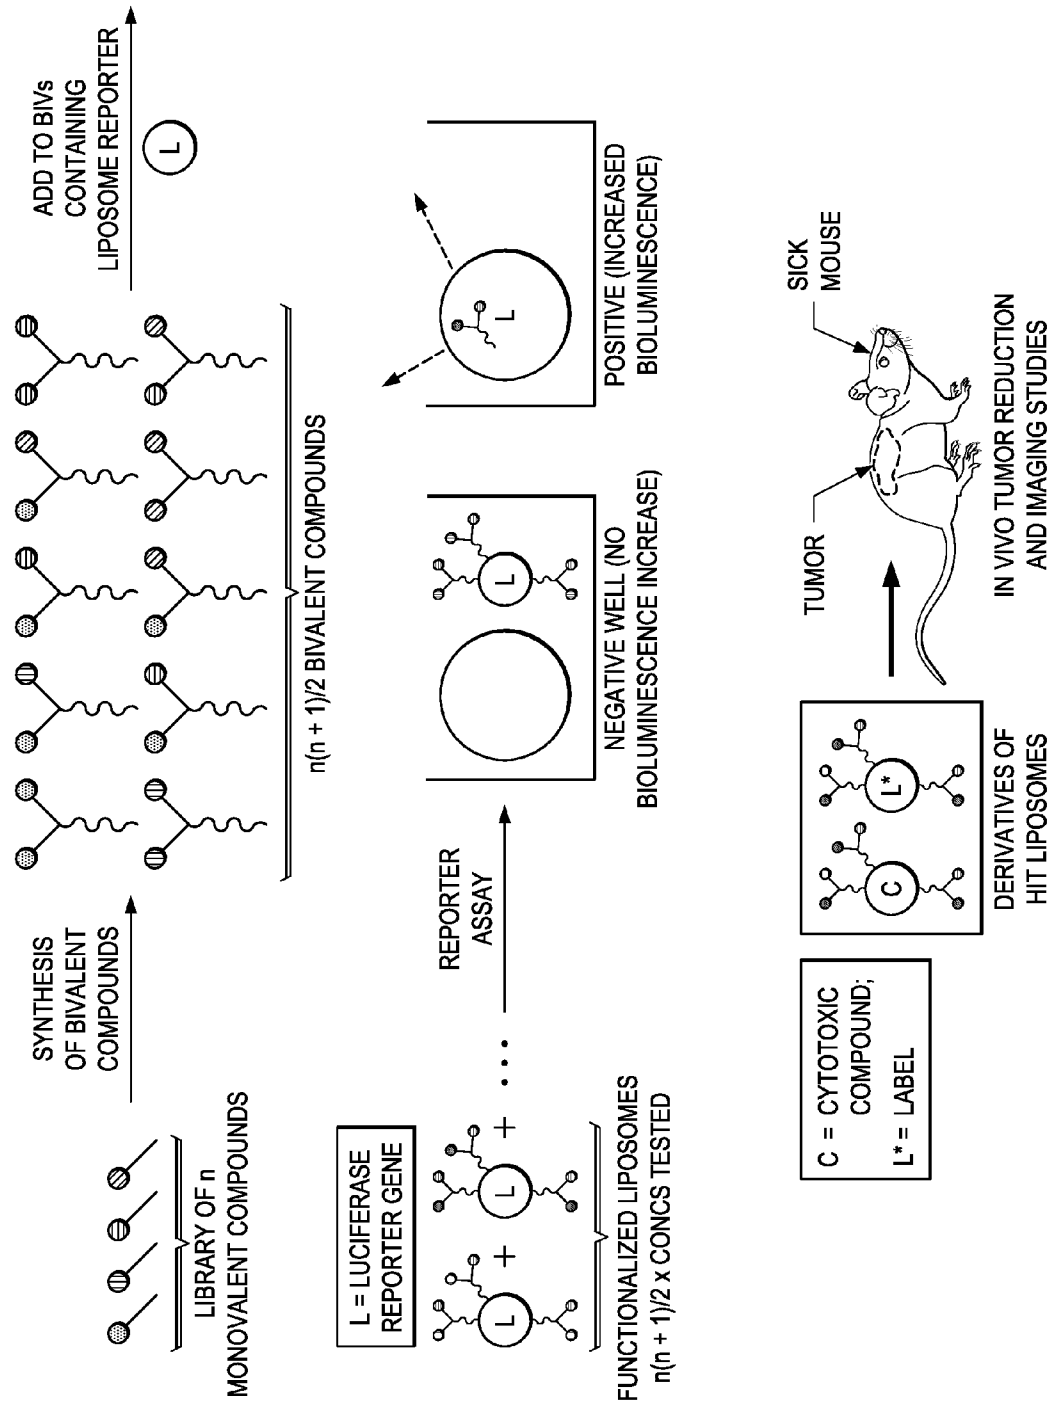 SYNTHESIS
OF BIVALENT
COMPOUNDS
ADD TO BIVs
CONTAINING
LIPOSOME REPORTER
L
LIBRARY OF n
MONOVALENT COMPOUNDS
n(n + 1)/2 BIVALENT COMPOUNDS
L = LUCIFERASE
REPORTER GENE
L + L + •••
REPORTER
ASSAY
L
L
FUNCTIONALIZED LIPOSOMES
n(n + 1)/2 x CONCS TESTED
NEGATIVE WELL (NO
BIOLUMINESCENCE INCREASE)
POSITIVE (INCREASED
BIOLUMINESCENCE)
C = CYTOTOXIC
COMPOUND;
L* = LABEL
C L*
DERIVATIVES OF
HIT LIPOSOMES
TUMOR
SICK
MOUSE
IN VIVO TUMOR REDUCTION
AND IMAGING STUDIES